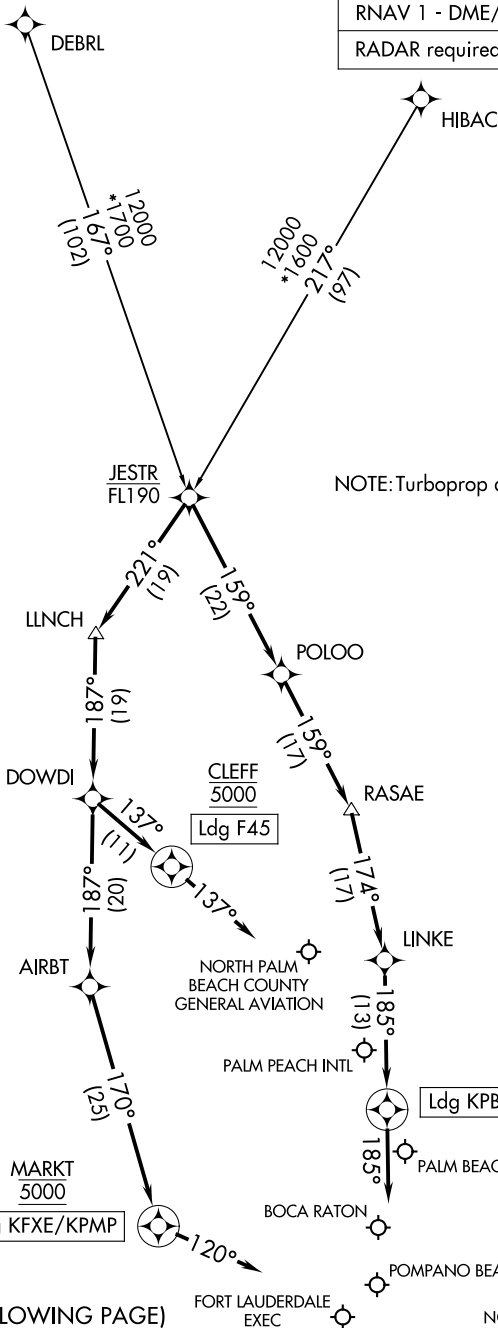 RNAV 1 - DME/
RADAR required
DEBRL
HIBAC
12000
*1700
167°
(102)
12000
*1600
217°
(97)
JESTR
FL190
NOTE: Turboprop
221°
(19)
159°
(22)
LLNCH
POLOO
187°
(19)
159°
(17)
DOWDI
CLEFF
5000
Ldg F45
RASAE
137°
(11)
187°
(20)
137°
174°
(17)
LINKE
AIRBT
NORTH PALM
BEACH COUNTY
GENERAL AVIATION
185°
(13)
PALM PEACH INTL
170°
(25)
Ldg KPB
185°
PALM BEAC
MARKT
5000
KFXE/KPMP
120°
BOCA RATON
POMPANO BEA
FORT LAUDERDALE
EXEC
LOWING PAGE)
NO